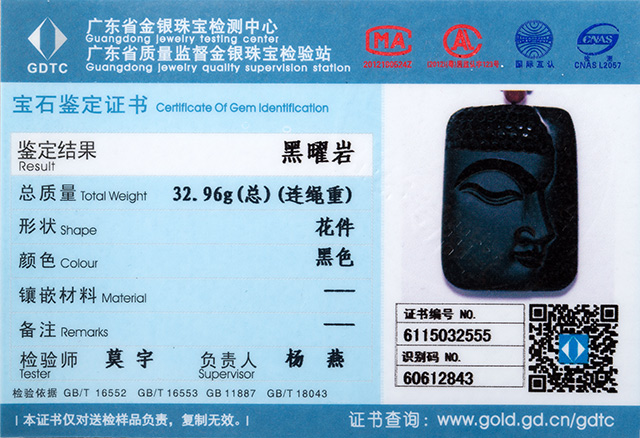 广东省金银珠宝检测中心
Guangdong jewelry testing center
广东省质量监督金银珠宝检验站
Guangdong jewelry quality supervision station
GDTC
MA
2012190624Z
国际互认
CNAS
检测
CNAS L2057
宝石鉴定证书 Certificate Of Gem Identification
鉴定结果 黑曜岩
Result
总质量 Total Weight 32.96g(总)(连绳重)
形状 Shape 花件
颜色 Colour 黑色
镶嵌材料 Material —
备注 Remarks —
检验师 莫宇 负责人 杨燕
Tester Supervisor
检验依据 GB/T 16552 GB/T 16553 GB 11887 GB/T 18043
证书编号 NO.
6115032555
识别码 NO.
60612843
本证书仅对送检样品负责,复制无效。
证书查询:www.gold.gd.cn/gdtc